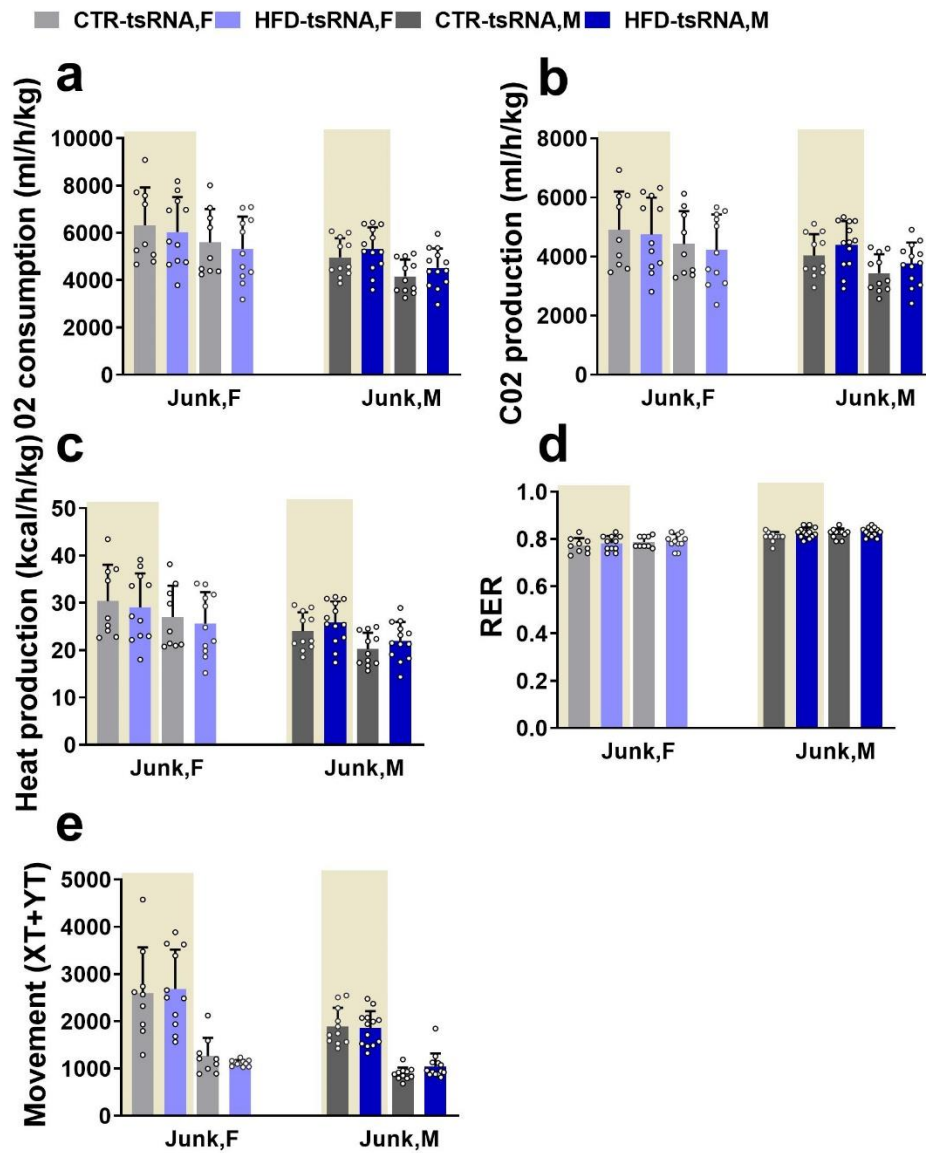 CTR-tsRNA,F HFD-tsRNA,F CTR-tsRNA,M HFD-tsRNA,M
a
02 consumption (ml/h/kg)
10000
8000
6000
4000
2000
0
Junk,F Junk,M
b
C02 production (ml/h/kg)
8000
6000
4000
2000
0
Junk,F Junk,M
c
Heat production (kcal/h/kg)
50
40
30
20
10
0
Junk,F Junk,M
d
RER
1.0
0.8
0.6
0.4
0.2
0.0
Junk,F Junk,M
e
Movement (XT+YT)
5000
4000
3000
2000
1000
0
Junk,F Junk,M